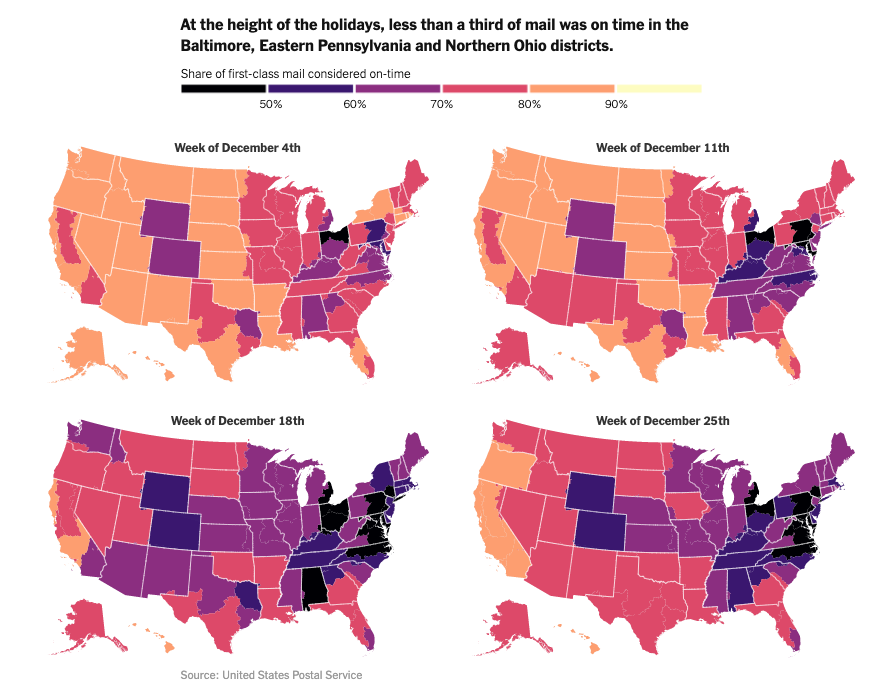 At the height of the holidays, less than a third of mail was on time in the
Baltimore, Eastern Pennsylvania and Northern Ohio districts.
Share of first-class mail considered on-time
50% 60% 70% 80% 90%
Week of December 4th
Week of December 11th
Week of December 18th
Week of December 25th
Source: United States Postal Service